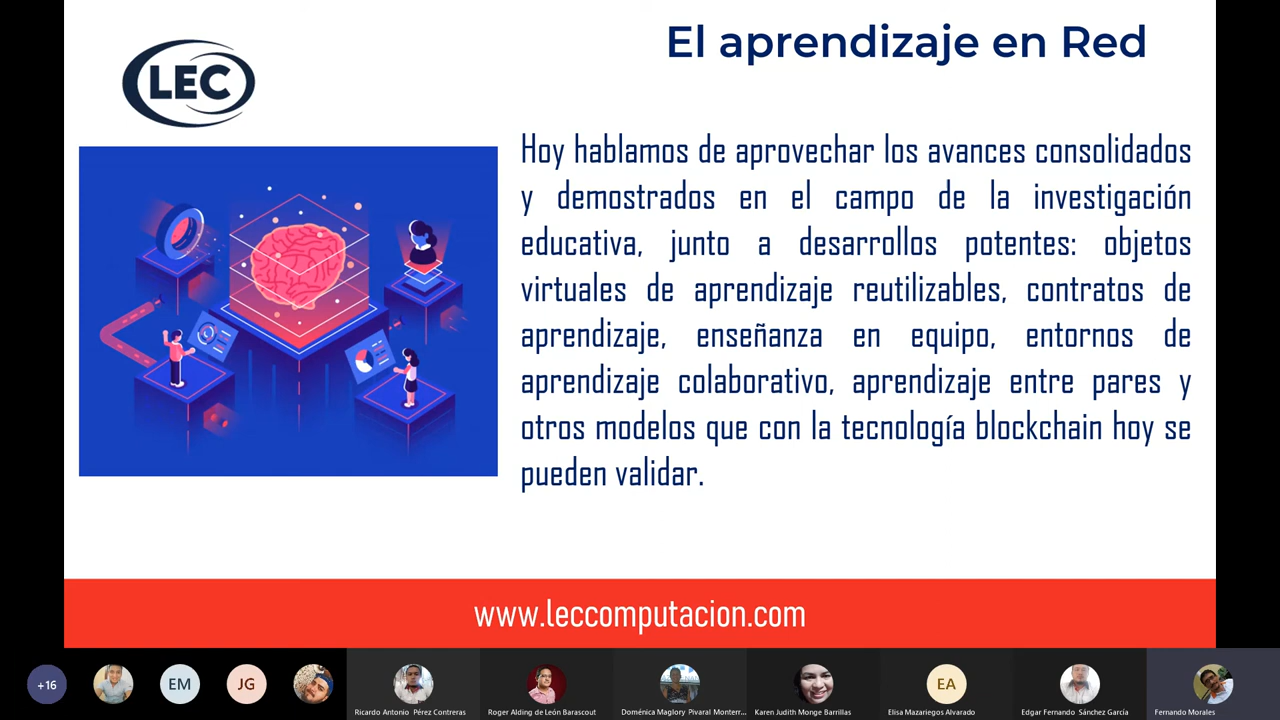 El aprendizaje en Red
LEC
Hoy hablamos de aprovechar los avances consolidados
y demostrados en el campo de la investigación
educativa, junto a desarrollos potentes: objetos
virtuales de aprendizaje reutilizables, contratos de
aprendizaje, enseñanza en equipo, entornos de
aprendizaje colaborativo, aprendizaje entre pares y
otros modelos que con la tecnología blockchain hoy se
pueden validar.
www.leccomputacion.com
+16
EM
JG
EA
Ricardo Antonio Pérez Contreras
Roger Alding de León Barascout
Doménica Maglory Pivaral Monterr...
Karen Judith Monge Barrillas
Elisa Mazariegos Alvarado
Edgar Fernando Sánchez García
Fernando Morales